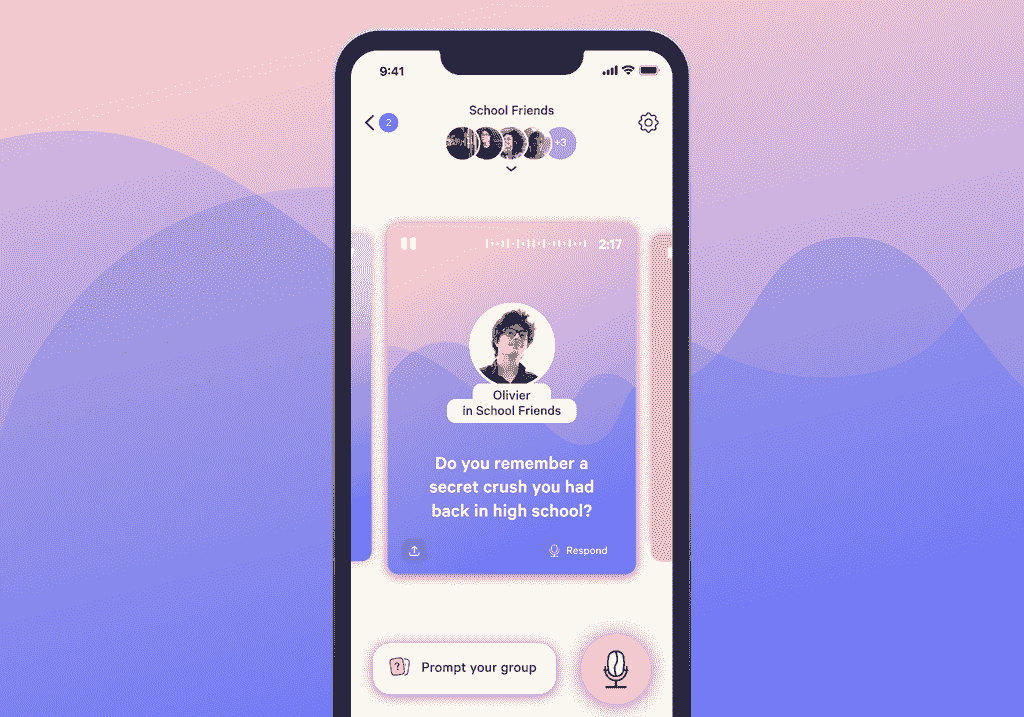 9:41
2
School Friends
+3
2:17
Olivier
in School Friends
Do you remember a
secret crush you had
back in high school?
Respond
?
Prompt your group